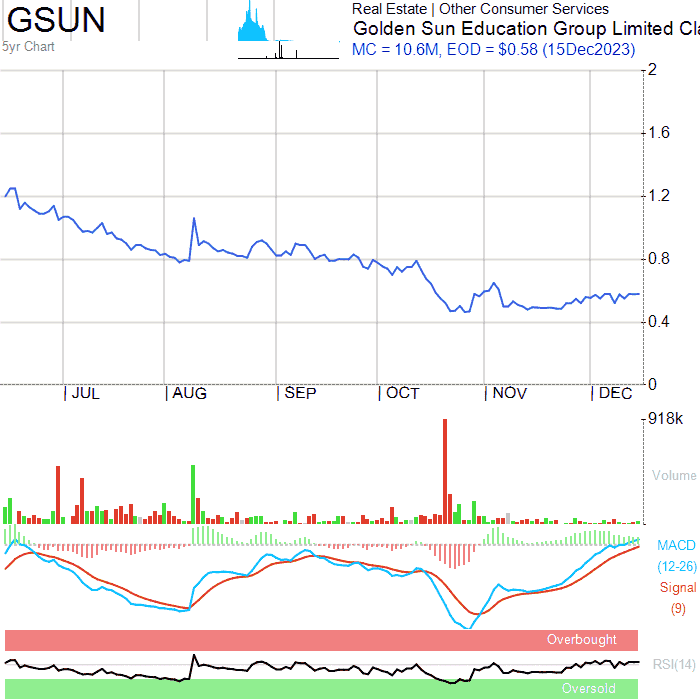 GSUN
5yr Chart
Real Estate | Other Consumer Services
Golden Sun Education Group Limited Cla
MC = 10.6M, EOD = $0.58 (15Dec2023)
2
1.6
1.2
0.8
0.4
0
JUL AUG SEP OCT NOV DEC
918k
Volume
MACD
(12-26)
Signal
(9)
Overbought
RSI(14)
Oversold